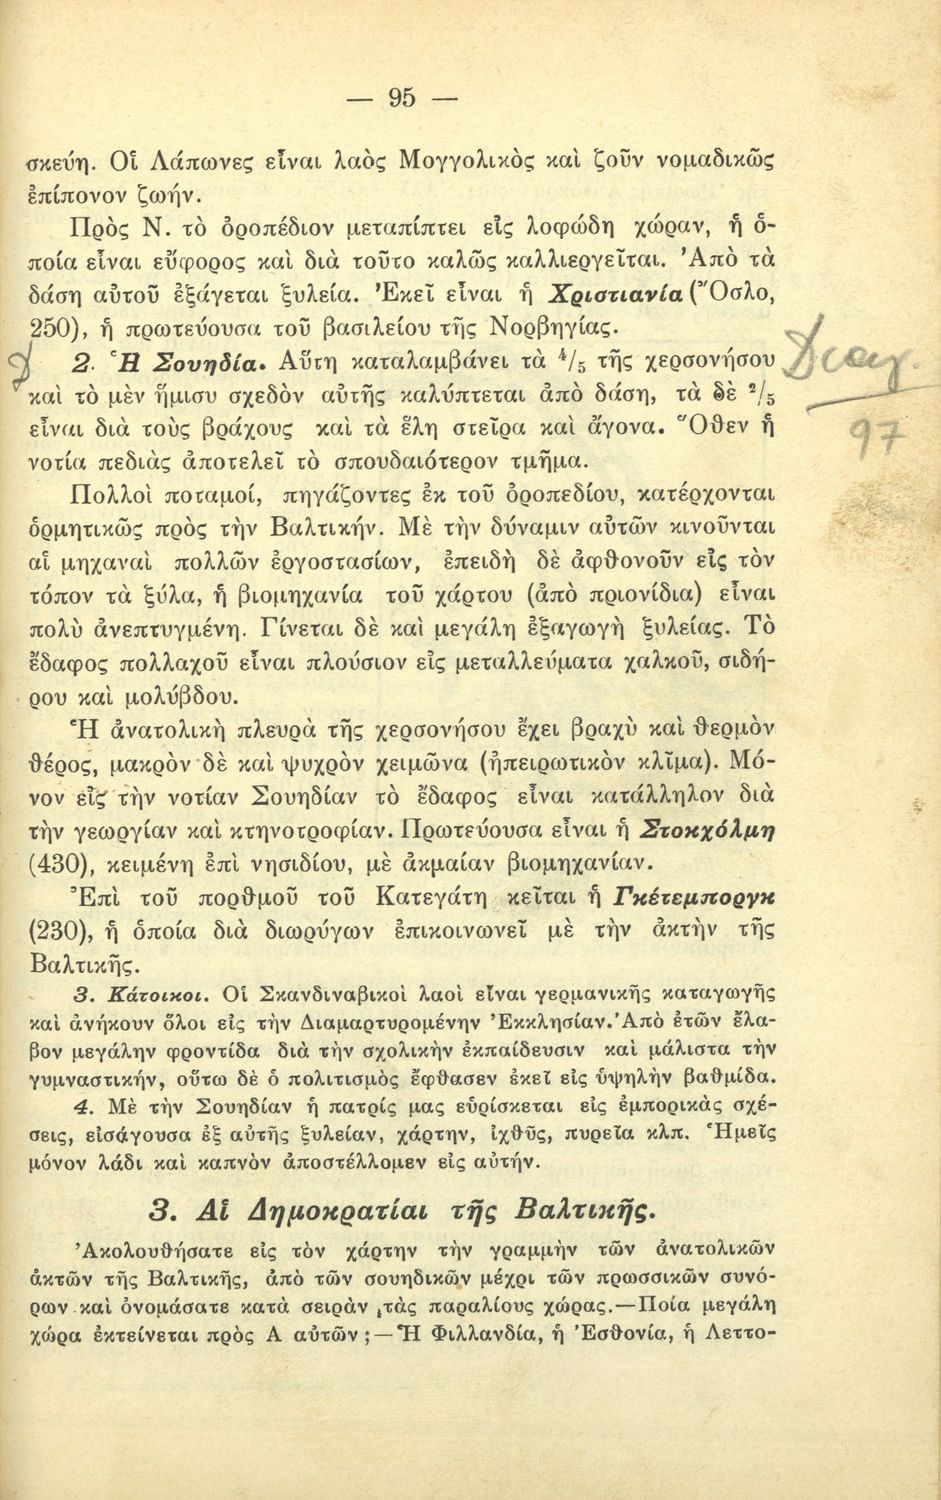 — 95 —
σκεύη. Οἱ Λάπωνες εἶναι λαὸς Μογγολικὸς καὶ ζοῦν νομαδικῶς
ἐπίπονον ζωήν.
Πρὸς Ν. τὸ ὀροπέδιον μεταπίπτει εἰς λοφώδη χώραν, ἡ ὁ-
ποία εἶναι εὔφορος καὶ διὰ τοῦτο καλῶς καλλιεργεῖται. Ἀπὸ τὰ
δάση αὐτοῦ ἐξάγεται ξυλεία. Ἐκεῖ εἶναι ἡ Χριστιανία (Ὄσλο,
250), ἡ πρωτεύουσα τοῦ βασιλείου τῆς Νορβηγίας.
2. Ἡ Σουηδία. Αὕτη καταλαμβάνει τὰ 4/5 τῆς χερσονήσου
καὶ τὸ μὲν ἥμισυ σχεδὸν αὐτῆς καλύπτεται ἀπὸ δάση, τὰ δὲ 2/5
εἶναι διὰ τοὺς βράχους καὶ τὰ ἕλη στεῖρα καὶ ἄγονα. Ὅθεν ἡ
νοτία πεδιὰς ἀποτελεῖ τὸ σπουδαιότερον τμῆμα.
Διαγ.
97
Πολλοὶ ποταμοί, πηγάζοντες ἐκ τοῦ ὀροπεδίου, κατέρχονται
ὁρμητικῶς πρὸς τὴν Βαλτικήν. Μὲ τὴν δύναμιν αὐτῶν κινοῦνται
αἱ μηχαναὶ πολλῶν ἐργοστασίων, ἐπειδὴ δὲ ἀφθονοῦν εἰς τὸν
τόπον τὰ ξύλα, ἡ βιομηχανία τοῦ χάρτου (ἀπὸ πριονίδια) εἶναι
πολὺ ἀνεπτυγμένη. Γίνεται δὲ καὶ μεγάλη ἐξαγωγὴ ξυλείας. Τὸ
ἔδαφος πολλαχοῦ εἶναι πλούσιον εἰς μεταλλεύματα χαλκοῦ, σιδή-
ρου καὶ μολύβδου.
Ἡ ἀνατολικὴ πλευρὰ τῆς χερσονήσου ἔχει βραχὺ καὶ θερμὸν
θέρος, μακρὸν δὲ καὶ ψυχρὸν χειμῶνα (ἠπειρωτικὸν κλῖμα). Μό-
νον εἰς τὴν νοτίαν Σουηδίαν τὸ ἔδαφος εἶναι κατάλληλον διὰ
τὴν γεωργίαν καὶ κτηνοτροφίαν. Πρωτεύουσα εἶναι ἡ Στοκχόλμη
(430), κειμένη ἐπὶ νησιδίου, μὲ ἀκμαίαν βιομηχανίαν.
Ἐπὶ τοῦ πορθμοῦ τοῦ Κατεγάτη κεῖται ἡ Γκέτεμποργκ
(230), ἡ ὁποία διὰ διωρύγων ἐπικοινωνεῖ μὲ τὴν ἀκτὴν τῆς
Βαλτικῆς.
3. Κάτοικοι. Οἱ Σκανδιναβικοὶ λαοὶ εἶναι γερμανικῆς καταγωγῆς
καὶ ἀνήκουν ὅλοι εἰς τὴν Διαμαρτυρομένην Ἐκκλησίαν. Ἀπὸ ἐτῶν ἔλα-
βον μεγάλην φροντίδα διὰ τὴν σχολικὴν ἐκπαίδευσιν καὶ μάλιστα τὴν
γυμναστικήν, οὕτω δὲ ὁ πολιτισμὸς ἔφθασεν ἐκεῖ εἰς ὑψηλὴν βαθμίδα.
4. Μὲ τὴν Σουηδίαν ἡ πατρίς μας εὑρίσκεται εἰς ἐμπορικὰς σχέ-
σεις, εἰσάγουσα ἐξ αὐτῆς ξυλείαν, χάρτην, ἰχθῦς, πυρεῖα κλπ. Ἡμεῖς
μόνον λάδι καὶ καπνὸν ἀποστέλλομεν εἰς αὐτήν.
3. Αἱ Δημοκρατίαι τῆς Βαλτικῆς.
Ἀκολουθήσατε εἰς τὸν χάρτην τὴν γραμμὴν τῶν ἀνατολικῶν
ἀκτῶν τῆς Βαλτικῆς, ἀπὸ τῶν σουηδικῶν μέχρι τῶν πρωσσικῶν συνό-
ρων καὶ ὀνομάσατε κατὰ σειρὰν τὰς παραλίους χώρας.—Ποία μεγάλη
χώρα ἐκτείνεται πρὸς Α αὐτῶν ;—Ἡ Φιλλανδία, ἡ Ἐσθονία, ἡ Λεττο-